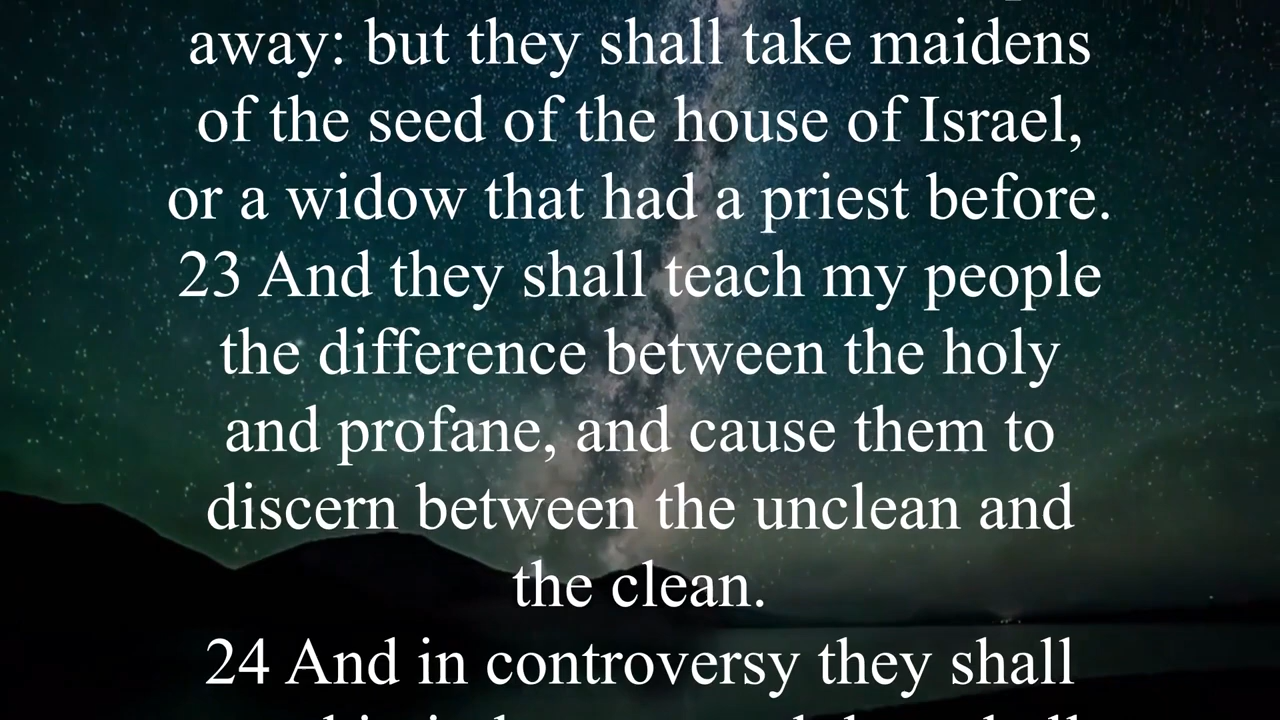 away: but they shall take maidens
of the seed of the house of Israel,
or a widow that had a priest before.
23 And they shall teach my people
the difference between the holy
and profane, and cause them to
discern between the unclean and
the clean.
24 And in controversy they shall